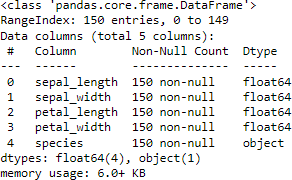 <class 'pandas.core.frame.DataFrame'>
RangeIndex: 150 entries, 0 to 149
Data columns (total 5 columns):
 #   Column        Non-Null Count  Dtype
---  ------        --------------  -----
 0   sepal_length  150 non-null    float64
 1   sepal_width   150 non-null    float64
 2   petal_length  150 non-null    float64
 3   petal_width   150 non-null    float64
 4   species       150 non-null    object
dtypes: float64(4), object(1)
memory usage: 6.0+ KB